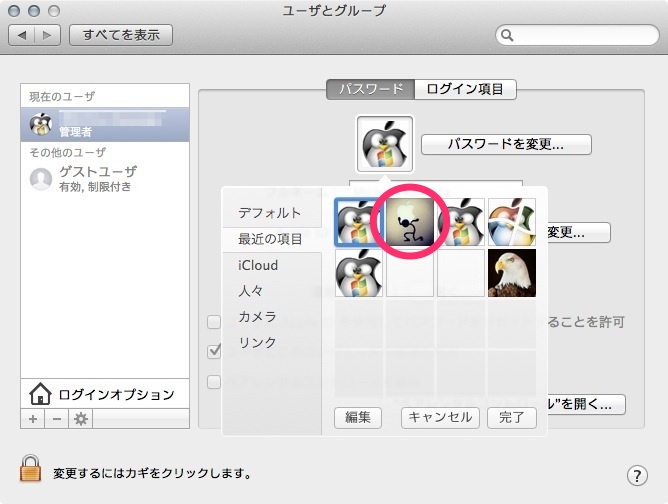 ユーザとグループ
すべてを表示
現在のユーザ
管理者
その他のユーザ
ゲストユーザ
有効, 制限付き
ログインオプション
パスワード
ログイン項目
パスワードを変更...
変更...
デフォルト
最近の項目
iCloud
人々
カメラ
リンク
ることを許可
ル"を開く...
編集
キャンセル
完了
変更するにはカギをクリックします。
?